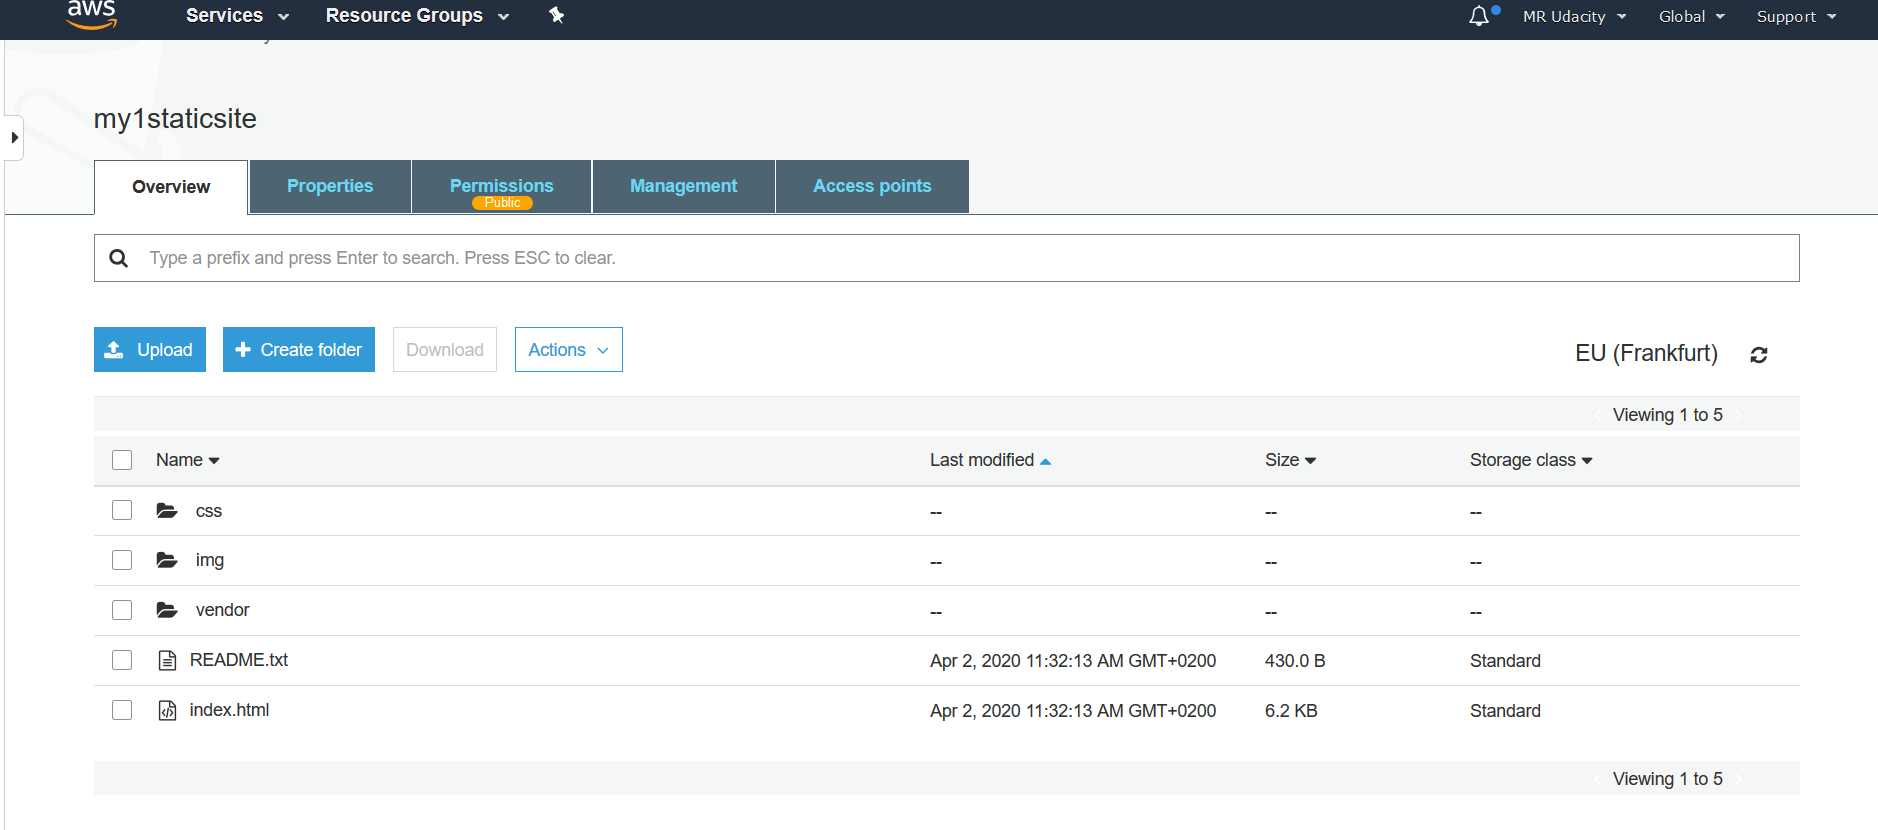 aws Services Resource Groups MR Udacity Global Support
my1staticsite
Overview Properties Permissions Management Access points
Public
Type a prefix and press Enter to search. Press ESC to clear.
Upload Create folder Download Actions EU (Frankfurt)
Viewing 1 to 5
Name Last modified Size Storage class
css -- -- --
img -- -- --
vendor -- -- --
README.txt Apr 2, 2020 11:32:13 AM GMT+0200 430.0 B Standard
index.html Apr 2, 2020 11:32:13 AM GMT+0200 6.2 KB Standard
Viewing 1 to 5